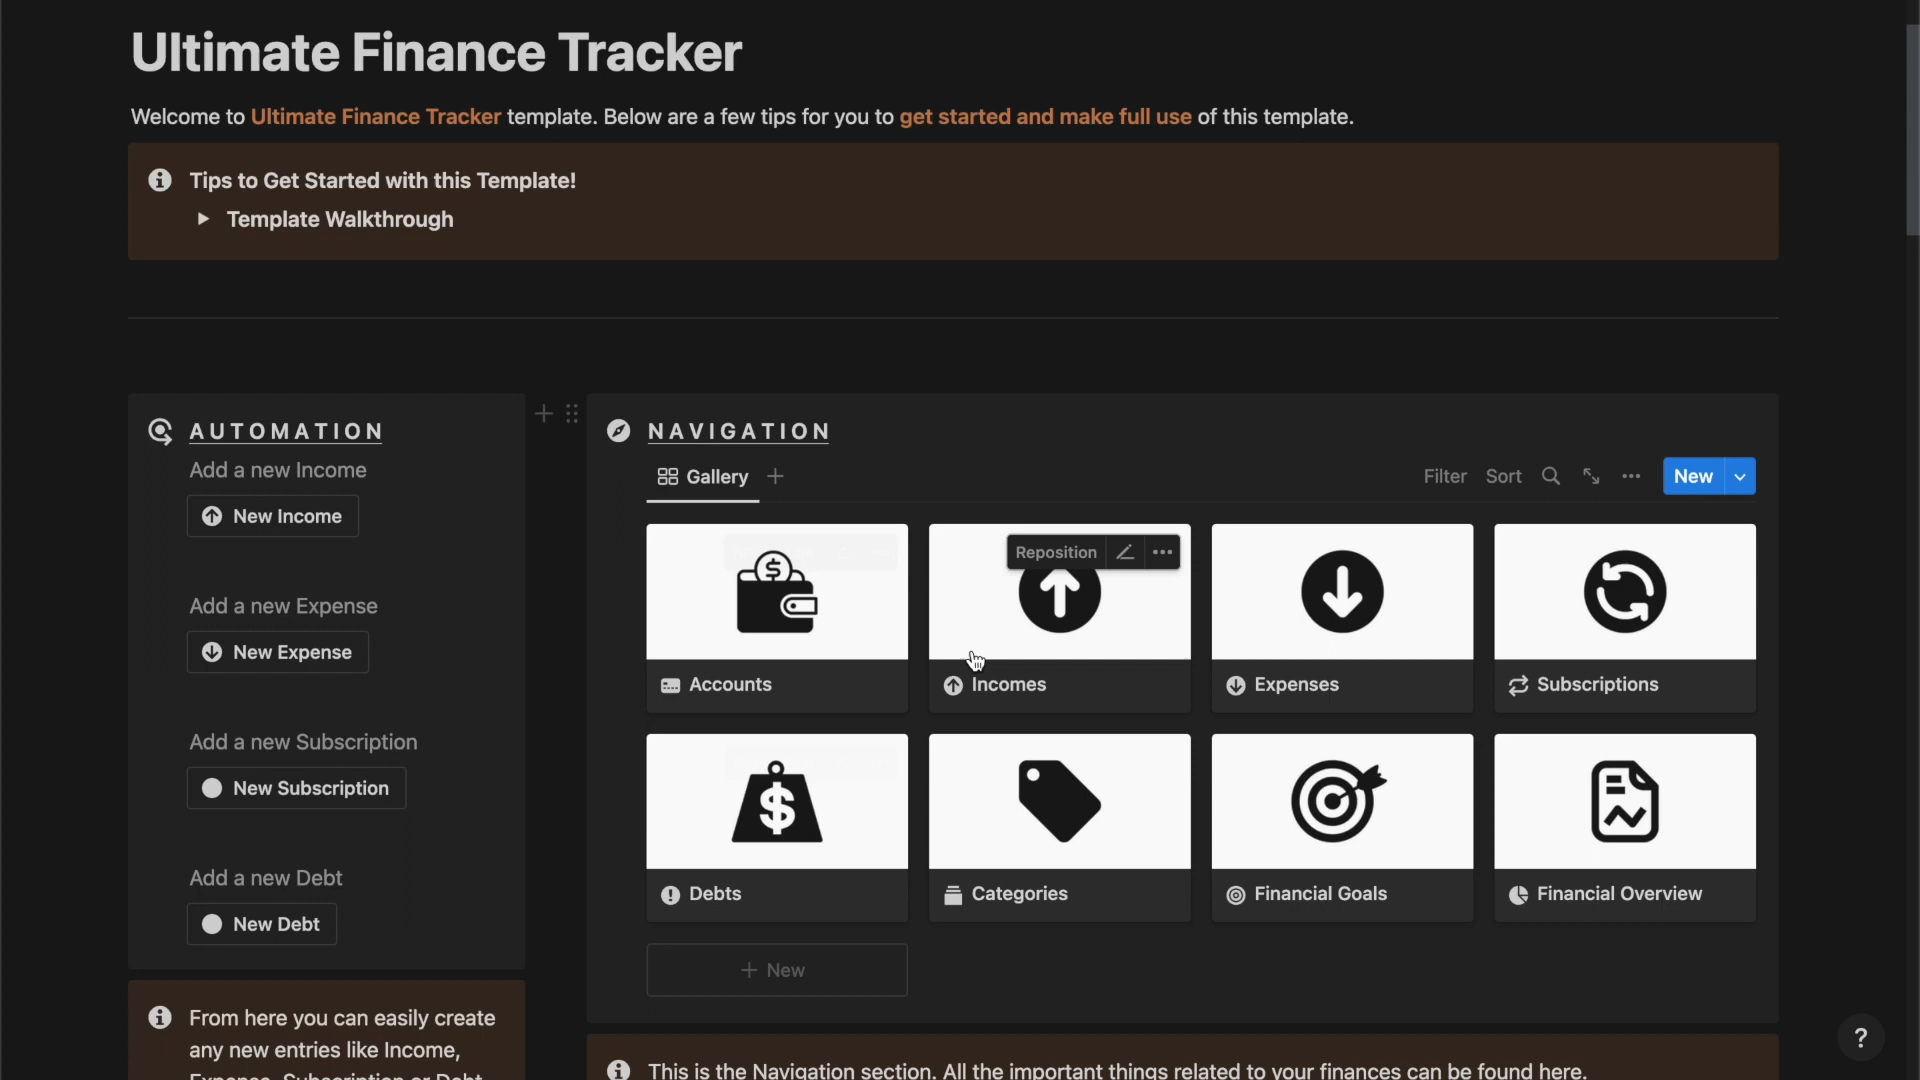 Ultimate Finance Tracker
Welcome to Ultimate Finance Tracker template. Below are a few tips for you to get started and make full use of this template.
Tips to Get Started with this Template!
Template Walkthrough
AUTOMATION
Add a new Income
New Income
Add a new Expense
New Expense
Add a new Subscription
New Subscription
Add a new Debt
New Debt
From here you can easily create
any new entries like Income,
Expense, Subscription or Debt
NAVIGATION
Gallery
Filter Sort New
Reposition
Accounts Incomes Expenses Subscriptions
Debts Categories Financial Goals Financial Overview
+ New
This is the Navigation section. All the important things related to your finances can be found here.
?